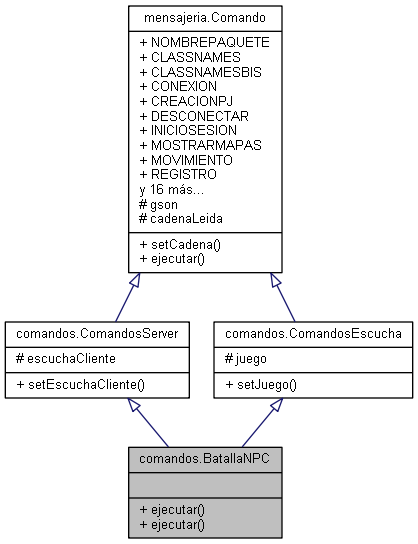 mensajeria.Comando
+ NOMBREPAQUETE
+ CLASSNAMES
+ CLASSNAMESBIS
+ CONEXION
+ CREACIONPJ
+ DESCONECTAR
+ INICIOSESION
+ MOSTRARMAPAS
+ MOVIMIENTO
+ REGISTRO
y 16 más...
# gson
# cadenaLeida
+ setCadena()
+ ejecutar()
comandos.ComandosServer
# escuchaCliente
+ setEscuchaCliente()
comandos.ComandosEscucha
# juego
+ setJuego()
comandos.BatallaNPC
+ ejecutar()
+ ejecutar()